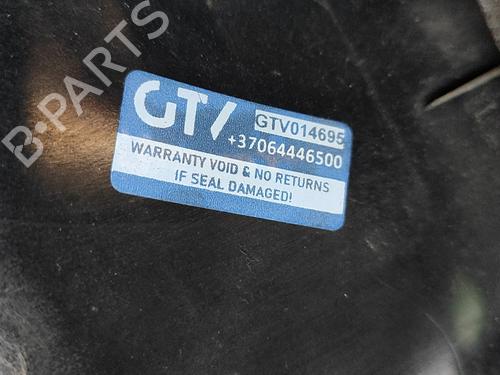 B-PARTS
GTV
GTV014695
+37064446500
WARRANTY VOID & NO RETURNS
IF SEAL DAMAGED!